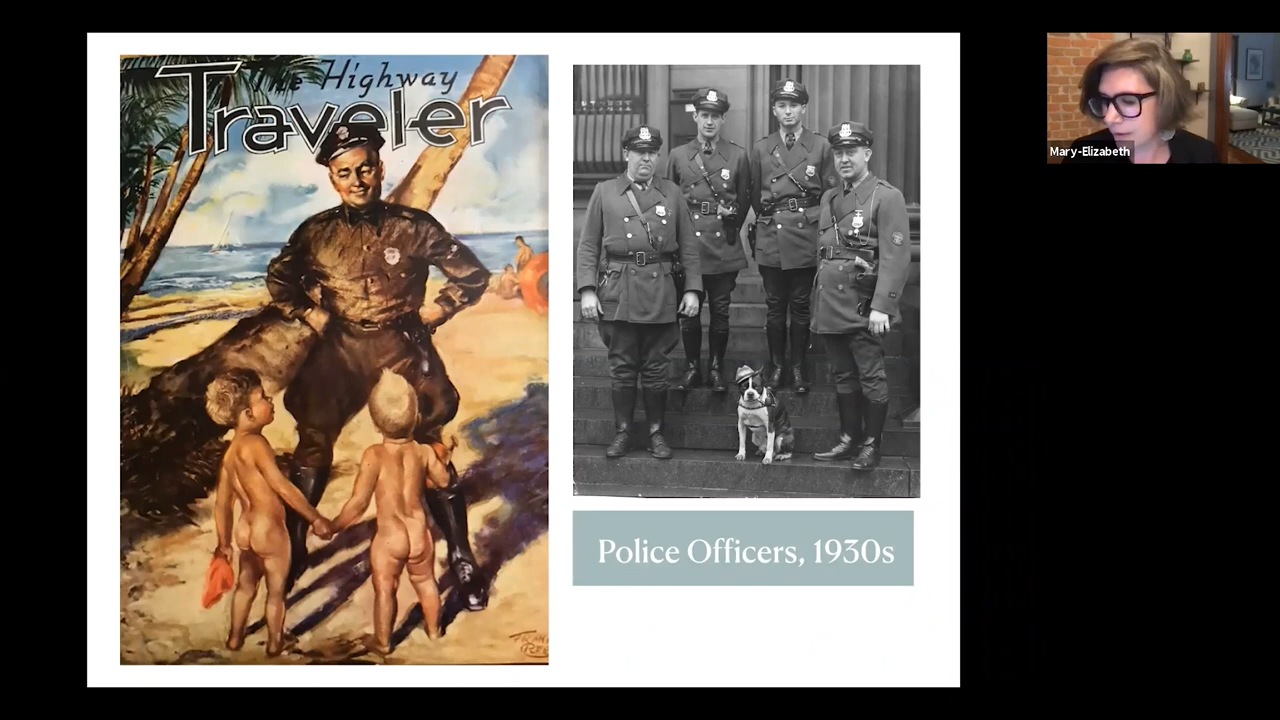 The Highway
Traveler
Police Officers, 1930s
Mary-Elizabeth